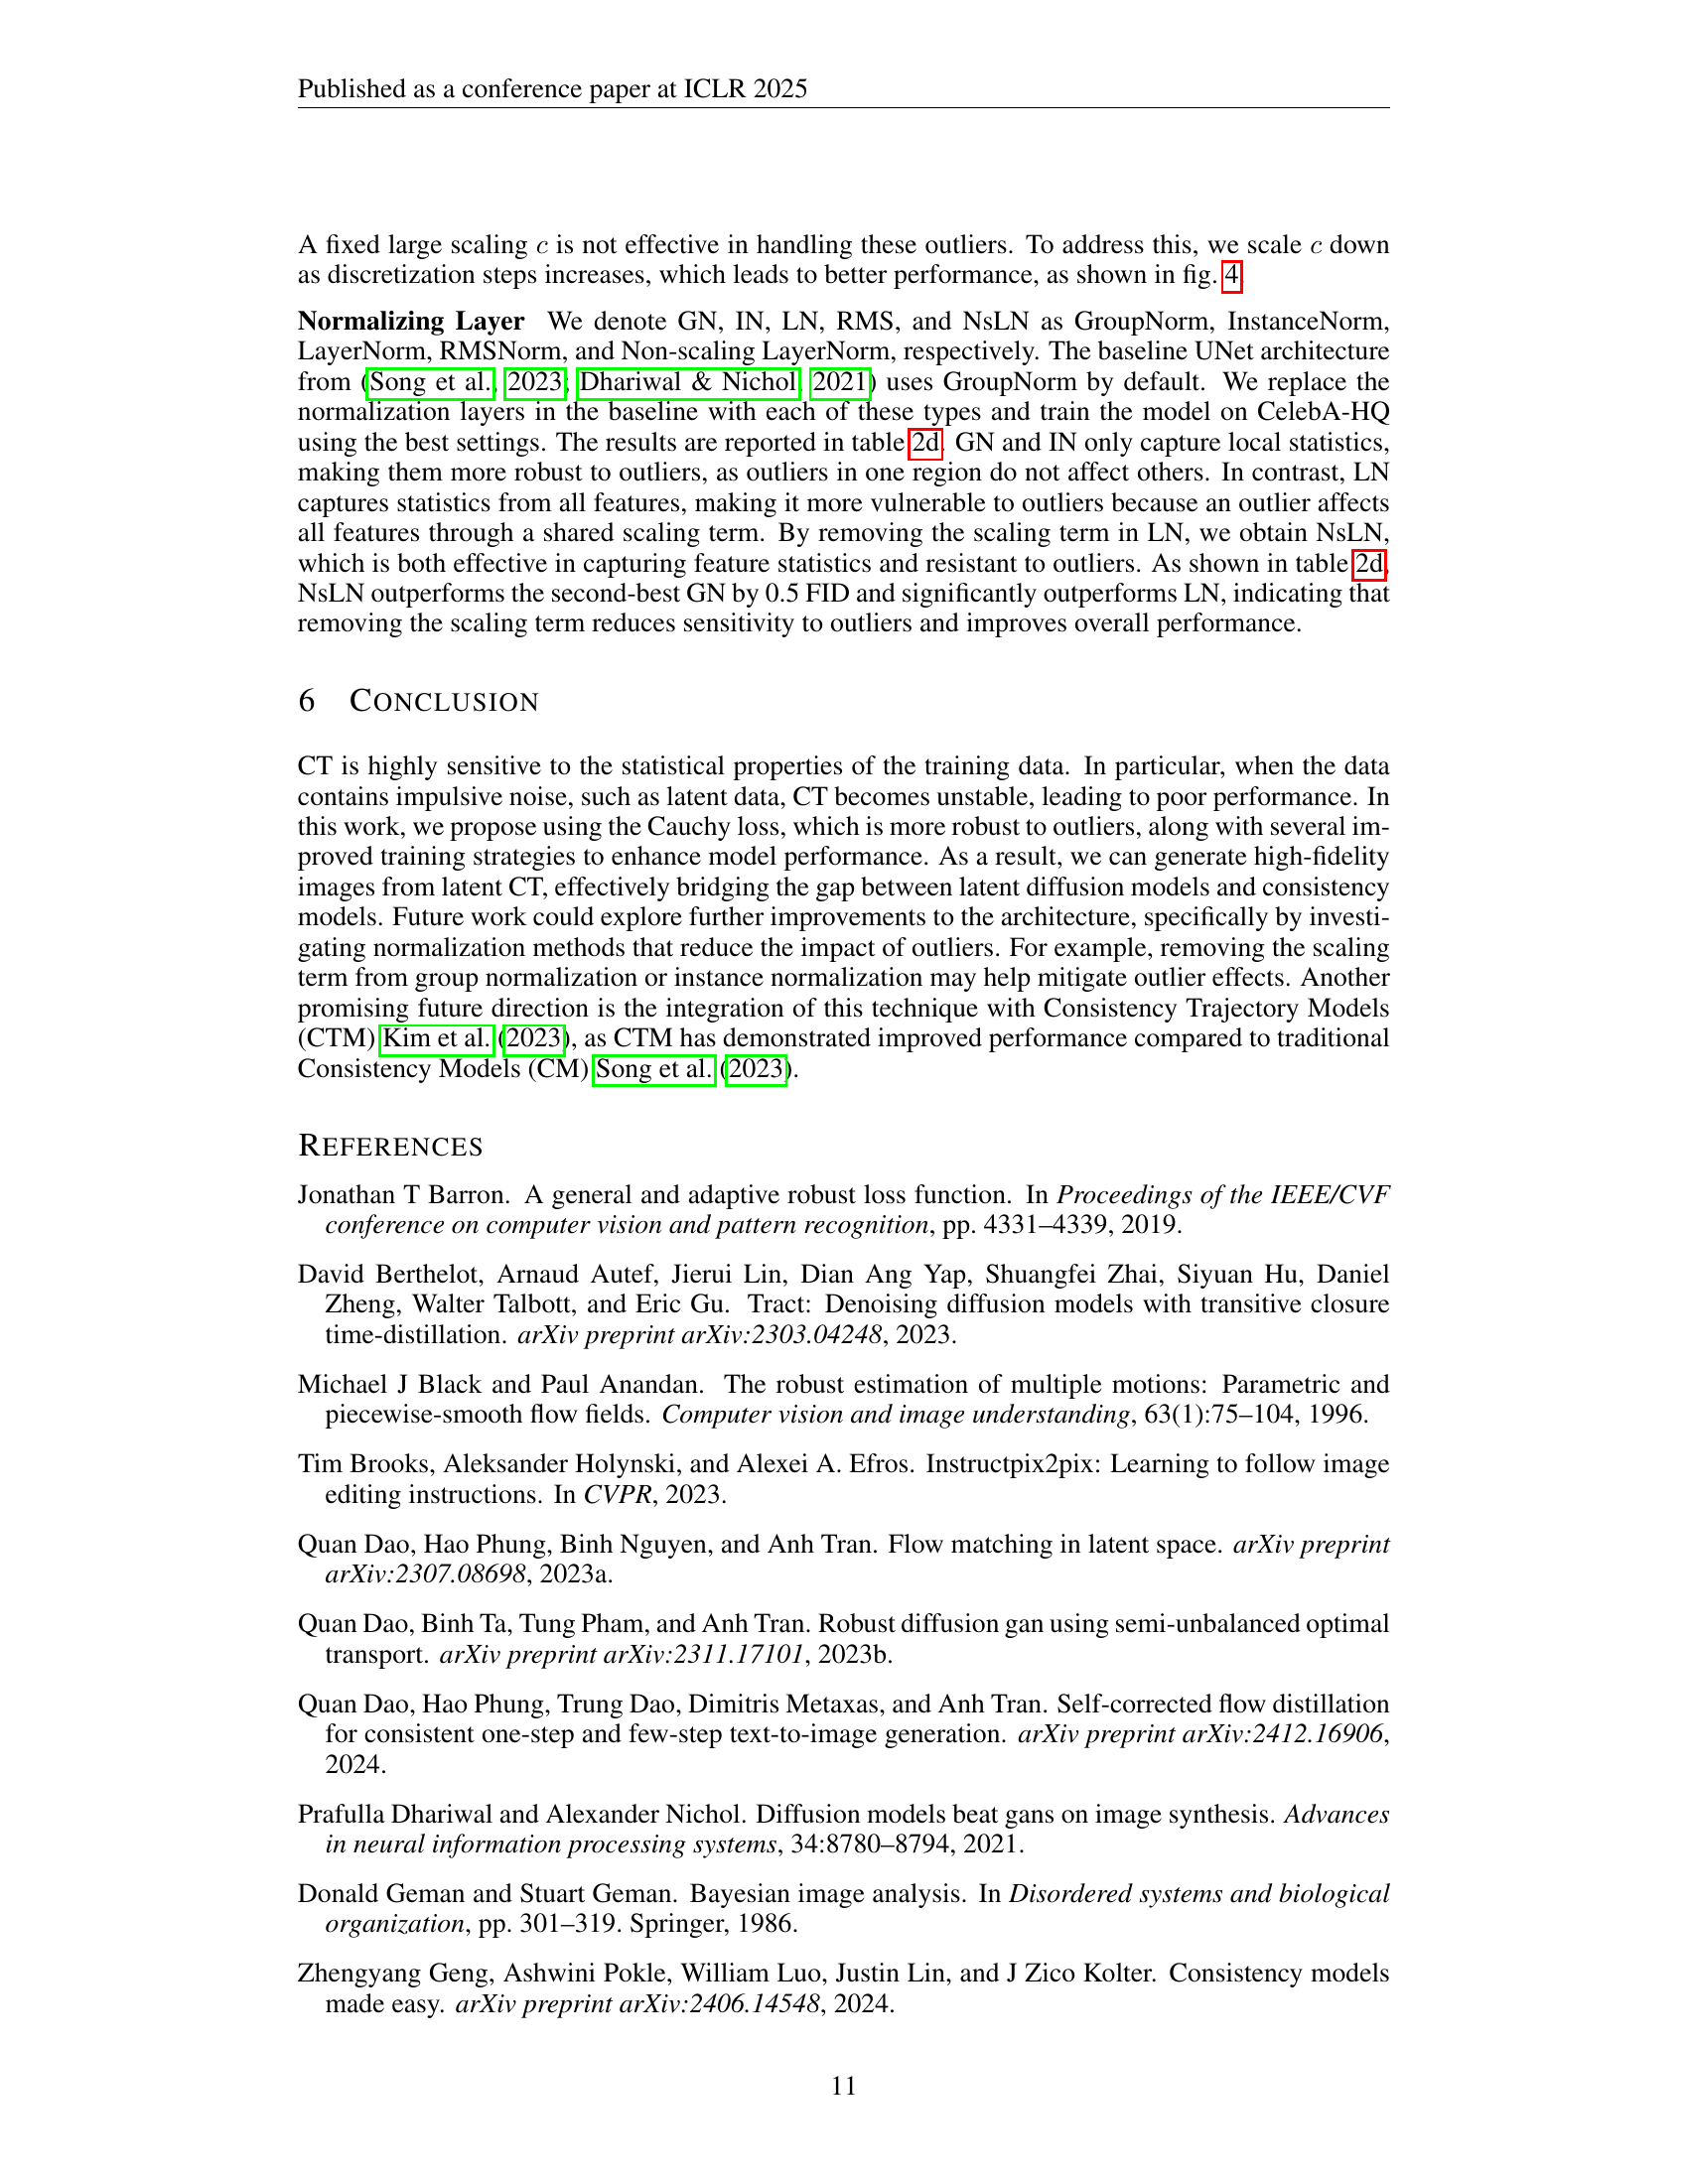 Published as a conference paper at ICLR 2025
A fixed large scaling c is not effective in handling these outliers. To address this, we scale c down
as discretization steps increases, which leads to better performance, as shown in fig. 4
Normalizing Layer We denote GN, IN, LN, RMS, and NsLN as GroupNorm, InstanceNorm,
LayerNorm, RMSNorm, and Non-scaling LayerNorm, respectively. The baseline UNet architecture
from (Song et al., 2023; Dhariwal & Nichol, 2021) uses GroupNorm by default. We replace the
normalization layers in the baseline with each of these types and train the model on CelebA-HQ
using the best settings. The results are reported in table 2d. GN and IN only capture local statistics,
making them more robust to outliers, as outliers in one region do not affect others. In contrast, LN
captures statistics from all features, making it more vulnerable to outliers because an outlier affects
all features through a shared scaling term. By removing the scaling term in LN, we obtain NsLN,
which is both effective in capturing feature statistics and resistant to outliers. As shown in table 2d,
NsLN outperforms the second-best GN by 0.5 FID and significantly outperforms LN, indicating that
removing the scaling term reduces sensitivity to outliers and improves overall performance.
6 CONCLUSION
CT is highly sensitive to the statistical properties of the training data. In particular, when the data
contains impulsive noise, such as latent data, CT becomes unstable, leading to poor performance. In
this work, we propose using the Cauchy loss, which is more robust to outliers, along with several im-
proved training strategies to enhance model performance. As a result, we can generate high-fidelity
images from latent CT, effectively bridging the gap between latent diffusion models and consistency
models. Future work could explore further improvements to the architecture, specifically by investi-
gating normalization methods that reduce the impact of outliers. For example, removing the scaling
term from group normalization or instance normalization may help mitigate outlier effects. Another
promising future direction is the integration of this technique with Consistency Trajectory Models
(CTM) Kim et al. (2023), as CTM has demonstrated improved performance compared to traditional
Consistency Models (CM) Song et al. (2023).
REFERENCES
Jonathan T Barron. A general and adaptive robust loss function. In Proceedings of the IEEE/CVF
conference on computer vision and pattern recognition, pp. 4331–4339, 2019.
David Berthelot, Arnaud Autef, Jierui Lin, Dian Ang Yap, Shuangfei Zhai, Siyuan Hu, Daniel
Zheng, Walter Talbott, and Eric Gu. Tract: Denoising diffusion models with transitive closure
time-distillation. arXiv preprint arXiv:2303.04248, 2023.
Michael J Black and Paul Anandan. The robust estimation of multiple motions: Parametric and
piecewise-smooth flow fields. Computer vision and image understanding, 63(1):75–104, 1996.
Tim Brooks, Aleksander Holynski, and Alexei A. Efros. Instructpix2pix: Learning to follow image
editing instructions. In CVPR, 2023.
Quan Dao, Hao Phung, Binh Nguyen, and Anh Tran. Flow matching in latent space. arXiv preprint
arXiv:2307.08698, 2023a.
Quan Dao, Binh Ta, Tung Pham, and Anh Tran. Robust diffusion gan using semi-unbalanced optimal
transport. arXiv preprint arXiv:2311.17101, 2023b.
Quan Dao, Hao Phung, Trung Dao, Dimitris Metaxas, and Anh Tran. Self-corrected flow distillation
for consistent one-step and few-step text-to-image generation. arXiv preprint arXiv:2412.16906,
2024.
Prafulla Dhariwal and Alexander Nichol. Diffusion models beat gans on image synthesis. Advances
in neural information processing systems, 34:8780–8794, 2021.
Donald Geman and Stuart Geman. Bayesian image analysis. In Disordered systems and biological
organization, pp. 301–319. Springer, 1986.
Zhengyang Geng, Ashwini Pokle, William Luo, Justin Lin, and J Zico Kolter. Consistency models
made easy. arXiv preprint arXiv:2406.14548, 2024.
11